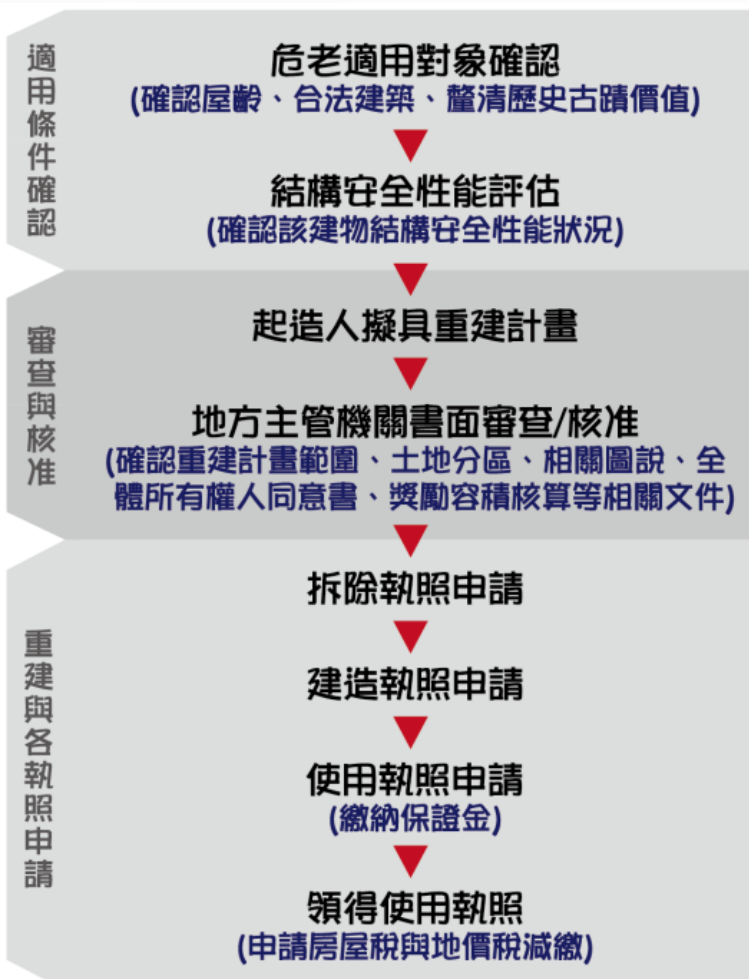 適用條件確認
危老適用對象確認
(確認屋齡、合法建築、釐清歷史古蹟價值)
結構安全性能評估
(確認該建物結構安全性能狀況)
審查與核准
起造人擬具重建計畫
地方主管機關書面審查/核准
(確認重建計畫範圍、土地分區、相關圖說、全
體所有權人同意書、獎勵容積核算等相關文件)
重建與各執照申請
拆除執照申請
建造執照申請
使用執照申請
(繳納保證金)
領得使用執照
(申請房屋稅與地價稅減繳)